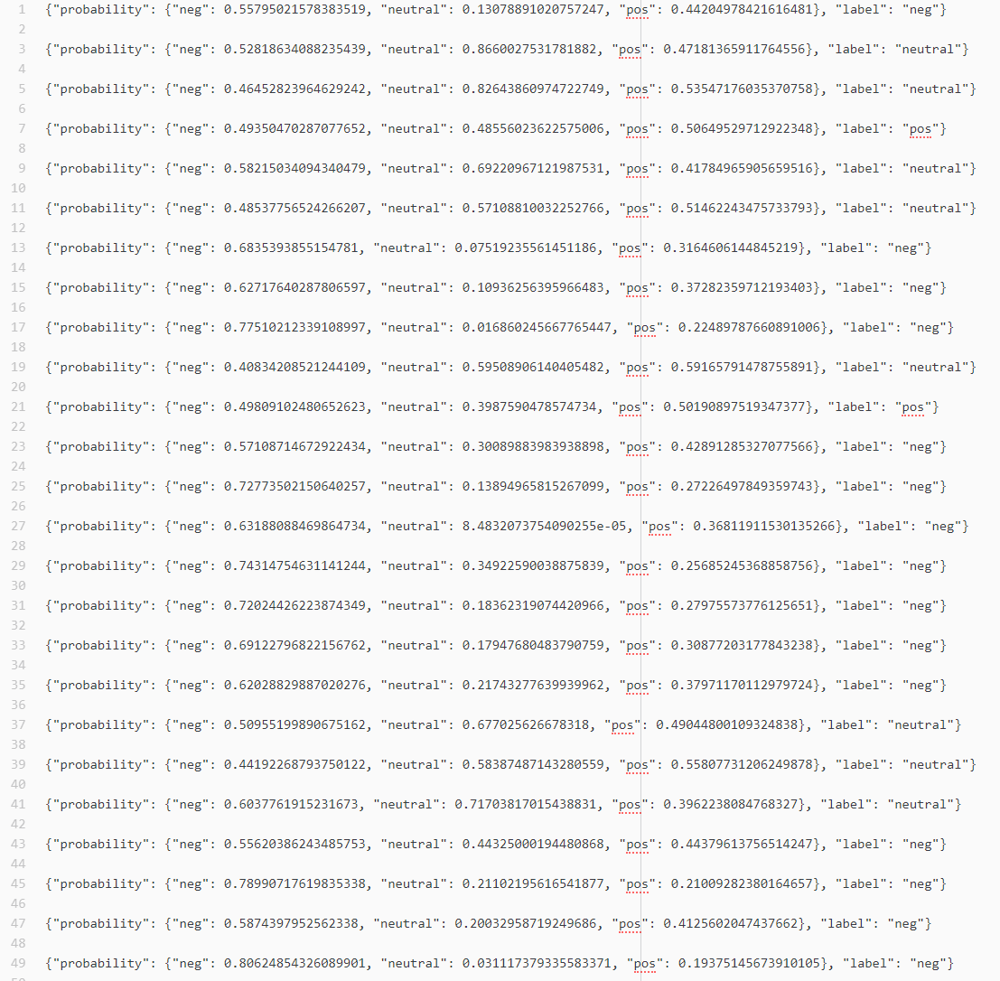 1 {"probability": {"neg": 0.55795021578383519, "neutral": 0.13078891020757247, "pos": 0.44204978421616481}, "label": "neg"}
2
3 {"probability": {"neg": 0.52818634088235439, "neutral": 0.8660027531781882, "pos": 0.47181365911764556}, "label": "neutral"}
4
5 {"probability": {"neg": 0.46452823964629242, "neutral": 0.82643860974722749, "pos": 0.53547176035370758}, "label": "neutral"}
6
7 {"probability": {"neg": 0.49350470287077652, "neutral": 0.48556023622575006, "pos": 0.50649529712922348}, "label": "pos"}
8
9 {"probability": {"neg": 0.58215034094340479, "neutral": 0.69220967121987531, "pos": 0.41784965905659516}, "label": "neutral"}
10
11 {"probability": {"neg": 0.48537756524266207, "neutral": 0.57108810032252766, "pos": 0.51462243475733793}, "label": "neutral"}
12
13 {"probability": {"neg": 0.6835393855154781, "neutral": 0.07519235561451186, "pos": 0.3164606144845219}, "label": "neg"}
14
15 {"probability": {"neg": 0.62717640287806597, "neutral": 0.10936256395966483, "pos": 0.37282359712193403}, "label": "neg"}
16
17 {"probability": {"neg": 0.77510212339108997, "neutral": 0.016860245667765447, "pos": 0.22489787660891006}, "label": "neg"}
18
19 {"probability": {"neg": 0.40834208521244109, "neutral": 0.59508906140405482, "pos": 0.59165791478755891}, "label": "neutral"}
20
21 {"probability": {"neg": 0.49809102480652623, "neutral": 0.3987590478574734, "pos": 0.50190897519347377}, "label": "pos"}
22
23 {"probability": {"neg": 0.57108714672922434, "neutral": 0.30089883983938898, "pos": 0.42891285327077566}, "label": "neg"}
24
25 {"probability": {"neg": 0.72773502150640257, "neutral": 0.13894965815267099, "pos": 0.27226497849359743}, "label": "neg"}
26
27 {"probability": {"neg": 0.63188088469864734, "neutral": 8.4832073754090255e-05, "pos": 0.36811911530135266}, "label": "neg"}
28
29 {"probability": {"neg": 0.74314754631141244, "neutral": 0.34922590038875839, "pos": 0.25685245368858756}, "label": "neg"}
30
31 {"probability": {"neg": 0.72024426223874349, "neutral": 0.18362319074420966, "pos": 0.27975573776125651}, "label": "neg"}
32
33 {"probability": {"neg": 0.69122796822156762, "neutral": 0.17947680483790759, "pos": 0.30877203177843238}, "label": "neg"}
34
35 {"probability": {"neg": 0.62028829887020276, "neutral": 0.21743277639939962, "pos": 0.37971170112979724}, "label": "neg"}
36
37 {"probability": {"neg": 0.50955199890675162, "neutral": 0.677025626678318, "pos": 0.49044800109324838}, "label": "neutral"}
38
39 {"probability": {"neg": 0.44192268793750122, "neutral": 0.58387487143280559, "pos": 0.55807731206249878}, "label": "neutral"}
40
41 {"probability": {"neg": 0.6037761915231673, "neutral": 0.71703817015438831, "pos": 0.3962238084768327}, "label": "neutral"}
42
43 {"probability": {"neg": 0.55620386243485753, "neutral": 0.44325000194480868, "pos": 0.44379613756514247}, "label": "neg"}
44
45 {"probability": {"neg": 0.78990717619835338, "neutral": 0.21102195616541877, "pos": 0.21009282380164657}, "label": "neg"}
46
47 {"probability": {"neg": 0.5874397952562338, "neutral": 0.20032958719249686, "pos": 0.4125602047437662}, "label": "neg"}
48
49 {"probability": {"neg": 0.80624854326089901, "neutral": 0.031117379335583371, "pos": 0.19375145673910105}, "label": "neg"}